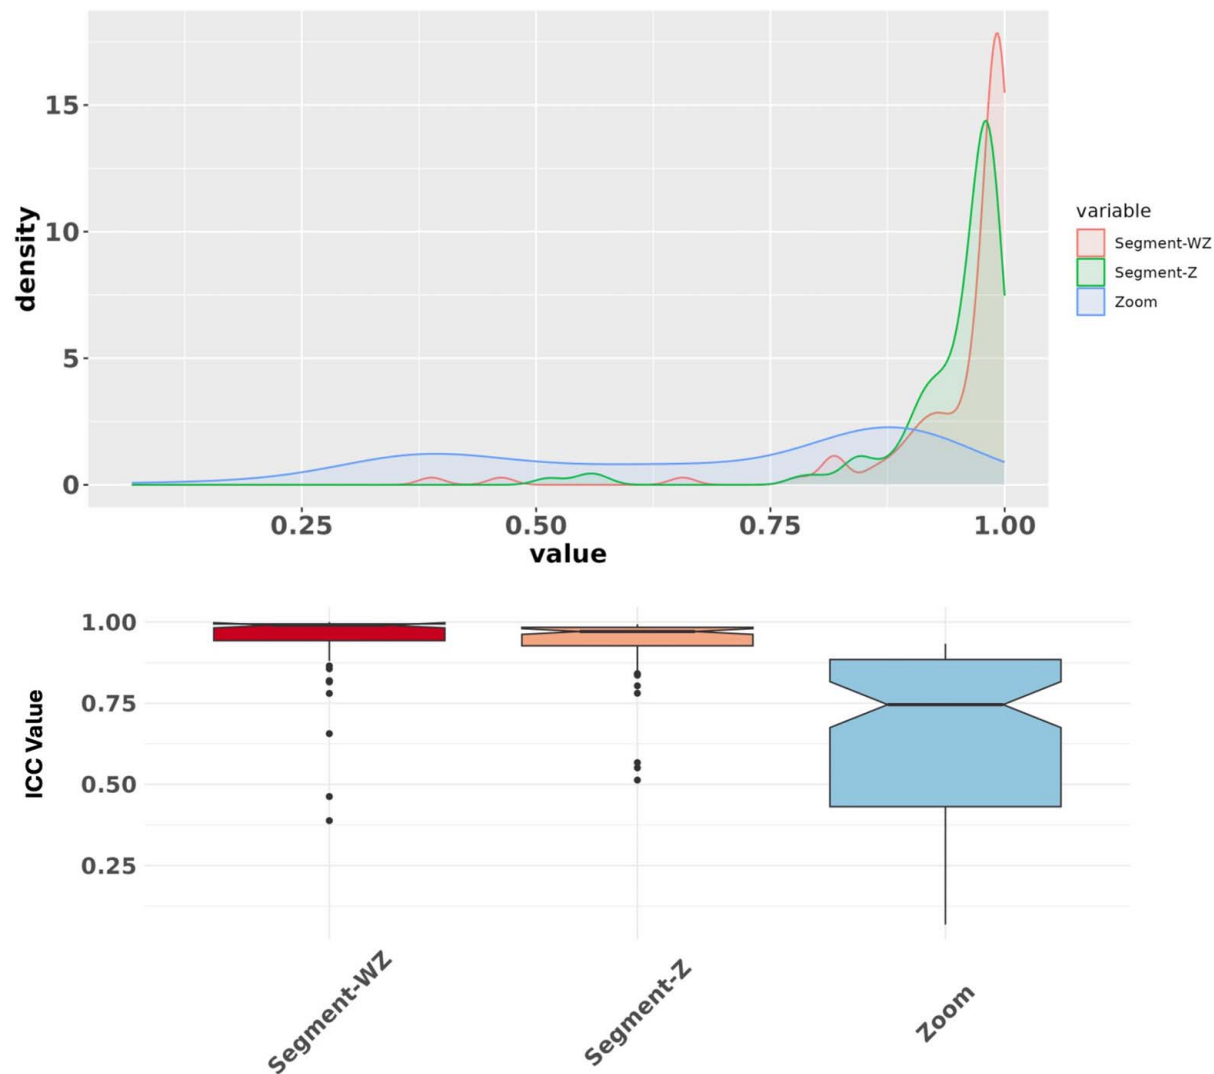 15
10
5
0
density
0.25 0.50 0.75 1.00
value
variable
Segment-WZ
Segment-Z
Zoom
1.00
0.75
0.50
0.25
ICC Value
Segment-WZ
Segment-Z
Zoom